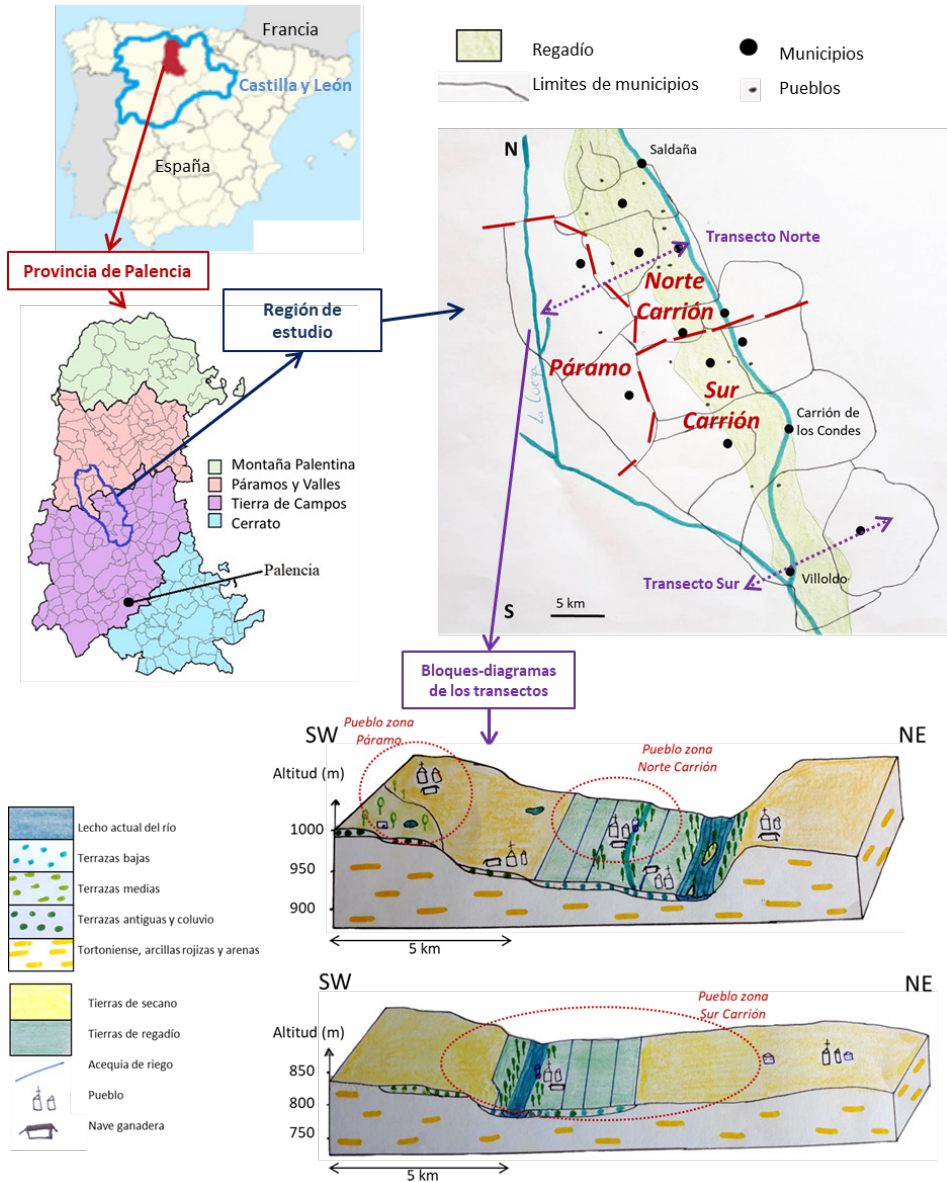 Francia
Castilla y León
España
Provincia de Palencia
Región de
estudio
Montaña Palentina
Páramos y Valles
Tierra de Campos
Cerrato
Palencia
Regadío
Municipios
Limites de municipios
Pueblos
N
Saldaña
Transecto Norte
Norte
Carrión
Páramo
La Cueza
Sur
Carrión
Carrión de
los Condes
Transecto Sur
Villoldo
S
5 km
Bloques-diagramas
de los transectos
SW
Pueblo zona
Páramo
Pueblo zona
Norte Carrión
NE
Altitud (m)
1000
950
900
5 km
Lecho actual del río
Terrazas bajas
Terrazas medias
Terrazas antiguas y coluvio
Tortoniense, arcillas rojizas y arenas
Tierras de secano
Tierras de regadío
Acequia de riego
Pueblo
Nave ganadera
SW
Pueblo zona
Sur Carrión
NE
Altitud (m)
850
800
750
5 km